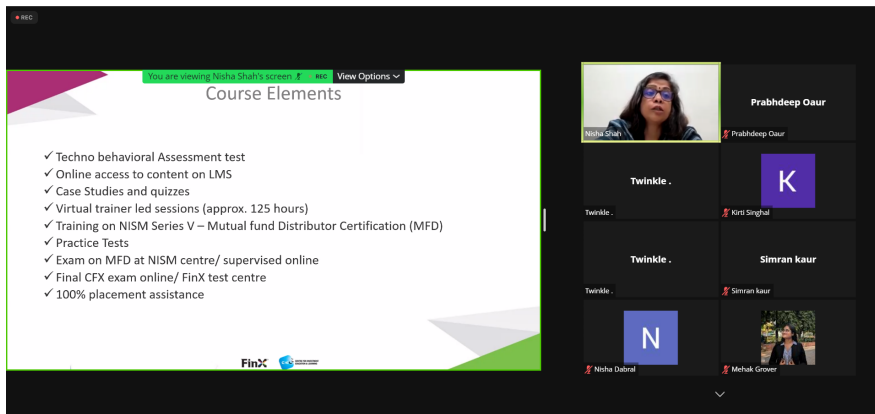 REC
You are viewing Nisha Shah's screen REC View Options
Course Elements
✓ Techno behavioral Assessment test
✓ Online access to content on LMS
✓ Case Studies and quizzes
✓ Virtual trainer led sessions (approx. 125 hours)
✓ Training on NISM Series V – Mutual fund Distributor Certification (MFD)
✓ Practice Tests
✓ Exam on MFD at NISM centre/ supervised online
✓ Final CFX exam online/ FinX test centre
✓ 100% placement assistance
FinX
Nisha Shah
Prabhdeep Oaur
Prabhdeep Oaur
Twinkle .
Twinkle .
K
Kirti Singhal
Twinkle .
Twinkle .
Simran kaur
Simran kaur
N
Nisha Dabral
Mehak Grover